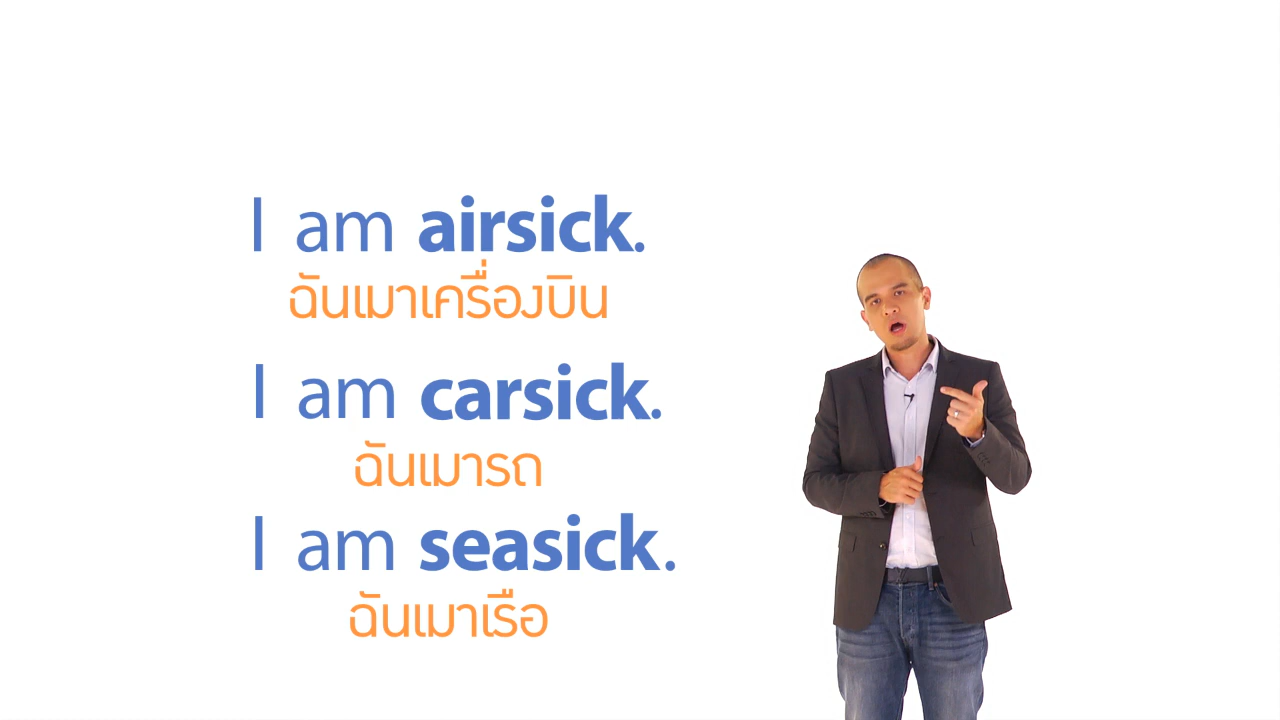 I am airsick.
ฉันเมาเครื่องบิน
I am carsick.
ฉันเมารถ
I am seasick.
ฉันเมาเรือ